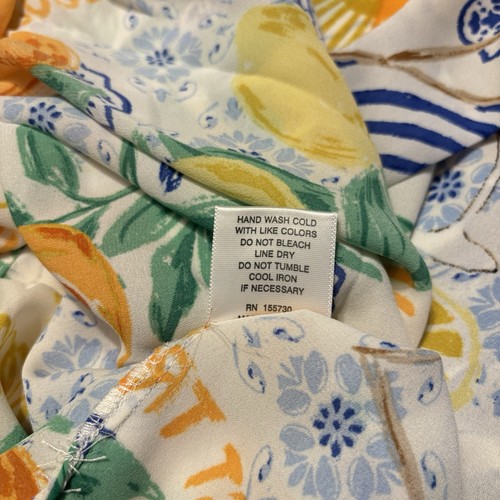 HAND WASH COLD
WITH LIKE COLORS
DO NOT BLEACH
LINE DRY
DO NOT TUMBLE
COOL IRON
IF NECESSARY
RN 155730